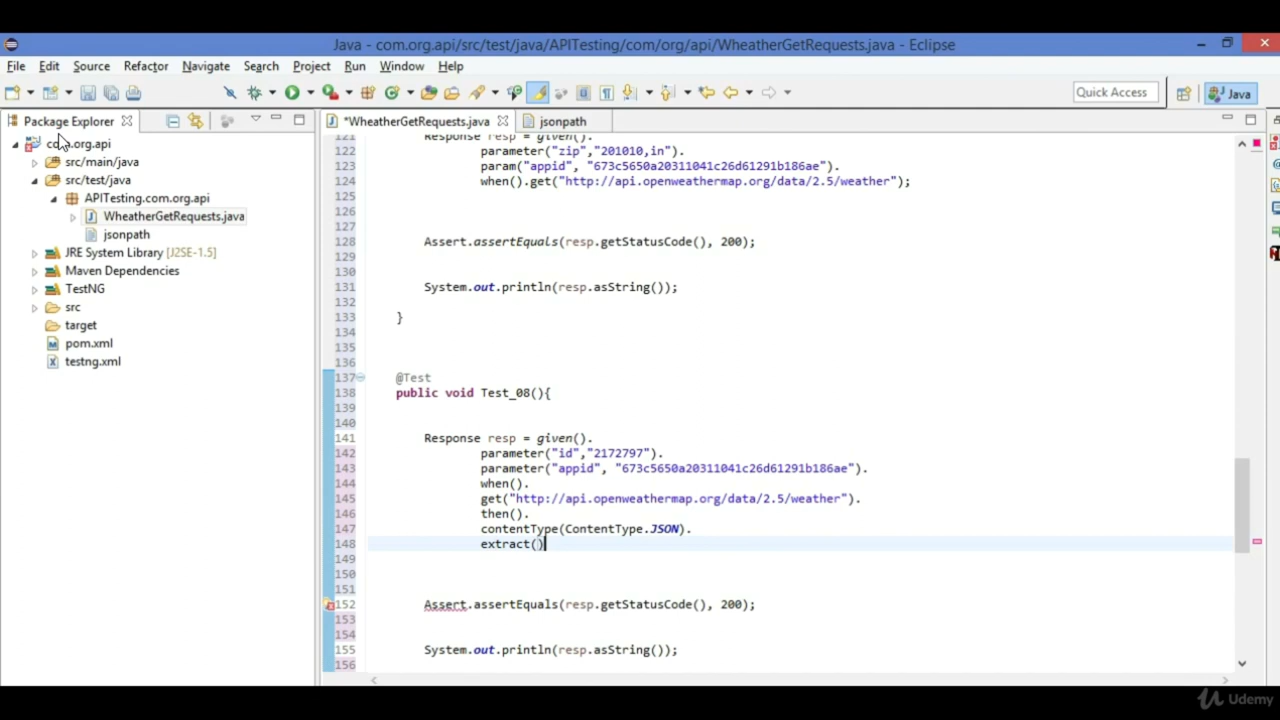 Java - com.org.api/src/test/java/APITesting/com/org/api/WheatherGetRequests.java - Eclipse
File Edit Source Refactor Navigate Search Project Run Window Help
Quick Access
Java
Package Explorer
com.org.api
src/main/java
src/test/java
APITesting.com.org.api
WheatherGetRequests.java
jsonpath
JRE System Library [J2SE-1.5]
Maven Dependencies
TestNG
src
target
pom.xml
testng.xml
*WheatherGetRequests.java
jsonpath
121 Response resp = given().
122 parameter("zip","201010,in").
123 param("appid", "673c5650a20311041c26d61291b186ae").
124 when().get("http://api.openweathermap.org/data/2.5/weather");
125
126
127
128 Assert.assertEquals(resp.getStatusCode(), 200);
129
130
131 System.out.println(resp.asString());
132
133 }
134
135
136
137 @Test
138 public void Test_08(){
139
140
141 Response resp = given().
142 parameter("id","2172797").
143 parameter("appid", "673c5650a20311041c26d61291b186ae").
144 when().
145 get("http://api.openweathermap.org/data/2.5/weather").
146 then().
147 contentType(ContentType.JSON).
148 extract()
149
150
151
152 Assert.assertEquals(resp.getStatusCode(), 200);
153
154
155 System.out.println(resp.asString());
156
Udemy